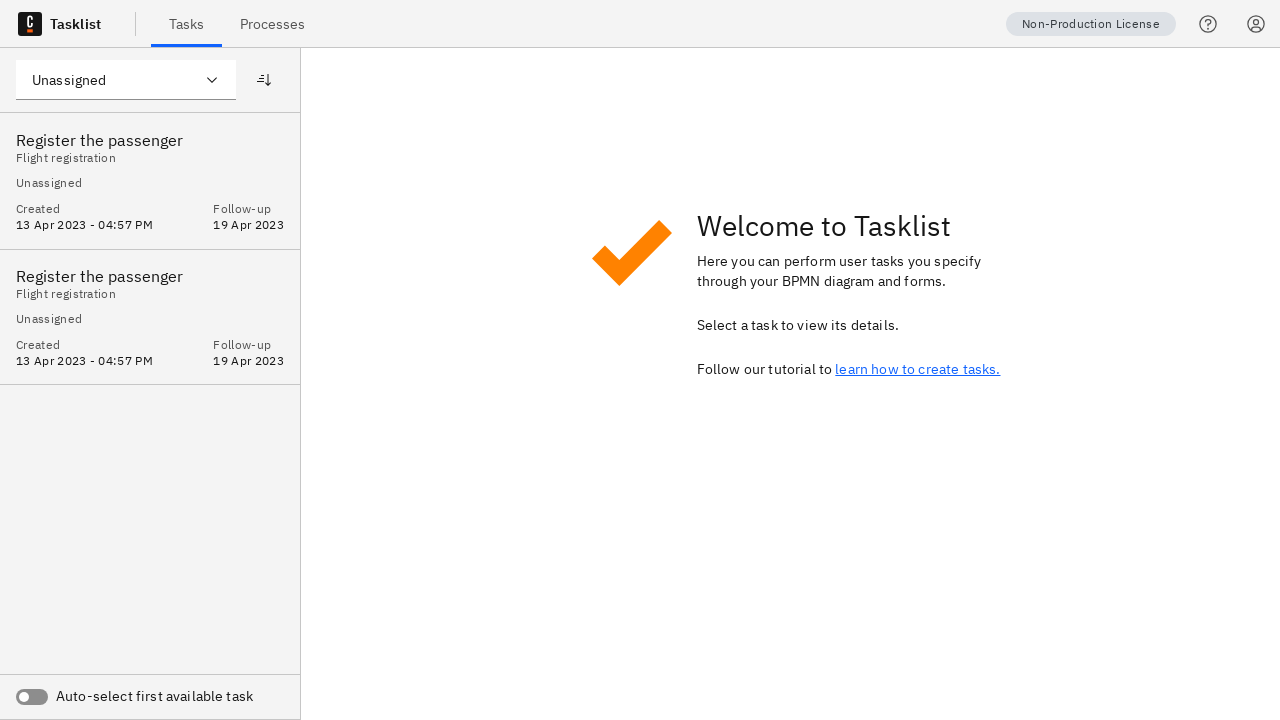 Tasklist
Tasks
Processes
Non-Production License
Unassigned
Register the passenger
Flight registration
Unassigned
Created
Follow-up
13 Apr 2023 - 04:57 PM
19 Apr 2023
Register the passenger
Flight registration
Unassigned
Created
Follow-up
13 Apr 2023 - 04:57 PM
19 Apr 2023
Auto-select first available task
Welcome to Tasklist
Here you can perform user tasks you specify
through your BPMN diagram and forms.
Select a task to view its details.
Follow our tutorial to learn how to create tasks.